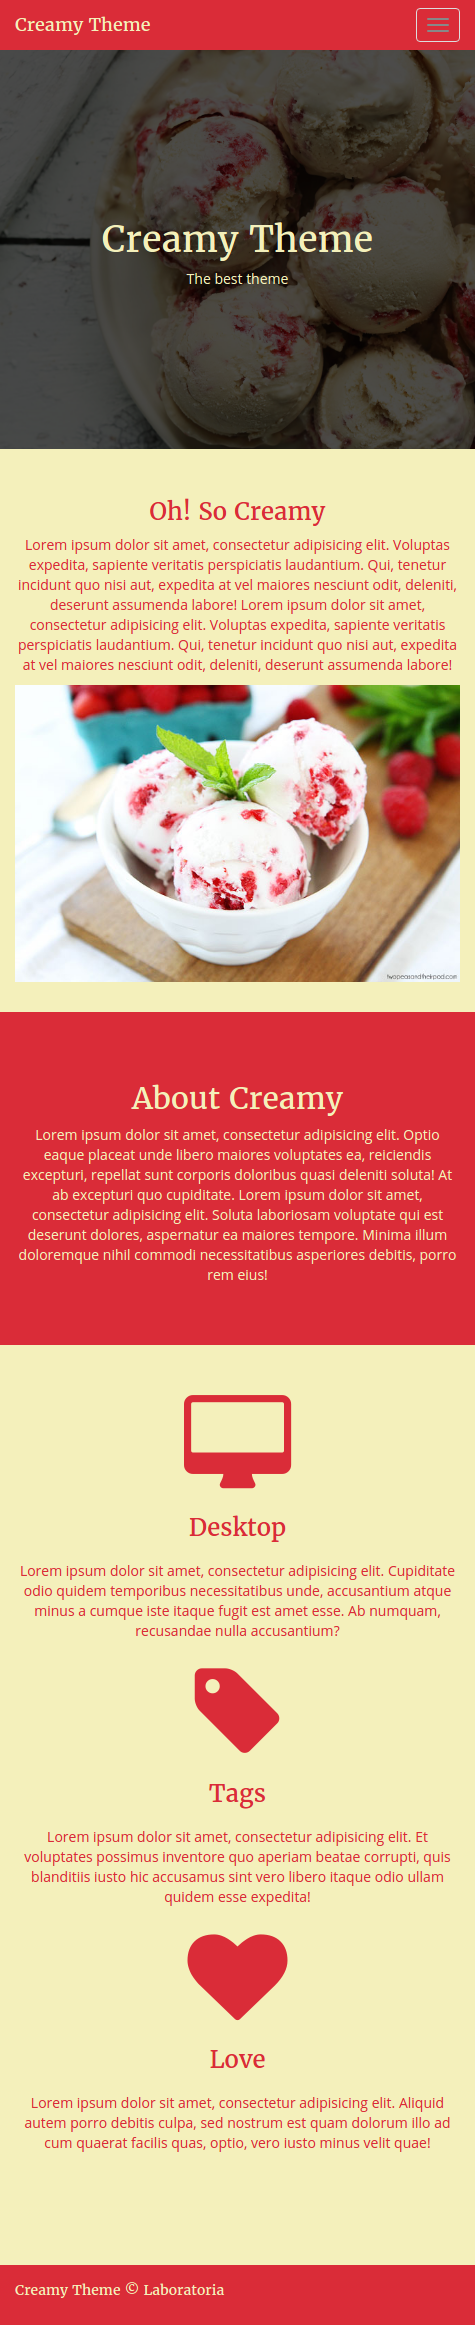 Creamy Theme
Creamy Theme
The best theme
Oh! So Creamy
Lorem ipsum dolor sit amet, consectetur adipisicing elit. Voluptas
expedita, sapiente veritatis perspiciatis laudantium. Qui, tenetur
incidunt quo nisi aut, expedita at vel maiores nesciunt odit, deleniti,
deserunt assumenda labore! Lorem ipsum dolor sit amet,
consectetur adipisicing elit. Voluptas expedita, sapiente veritatis
perspiciatis laudantium. Qui, tenetur incidunt quo nisi aut, expedita
at vel maiores nesciunt odit, deleniti, deserunt assumenda labore!
twopeasandtheirpod.com
About Creamy
Lorem ipsum dolor sit amet, consectetur adipisicing elit. Optio
eaque placeat unde libero maiores voluptates ea, reiciendis
excepturi, repellat sunt corporis doloribus quasi deleniti soluta! At
ab excepturi quo cupiditate. Lorem ipsum dolor sit amet,
consectetur adipisicing elit. Soluta laboriosam voluptate qui est
deserunt dolores, aspernatur ea maiores tempore. Minima illum
doloremque nihil commodi necessitatibus asperiores debitis, porro
rem eius!
Desktop
Lorem ipsum dolor sit amet, consectetur adipisicing elit. Cupiditate
odio quidem temporibus necessitatibus unde, accusantium atque
minus a cumque iste itaque fugit est amet esse. Ab numquam,
recusandae nulla accusantium?
Tags
Lorem ipsum dolor sit amet, consectetur adipisicing elit. Et
voluptates possimus inventore quo aperiam beatae corrupti, quis
blanditiis iusto hic accusamus sint vero libero itaque odio ullam
quidem esse expedita!
Love
Lorem ipsum dolor sit amet, consectetur adipisicing elit. Aliquid
autem porro debitis culpa, sed nostrum est quam dolorum illo ad
cum quaerat facilis quas, optio, vero iusto minus velit quae!
Creamy Theme © Laboratoria